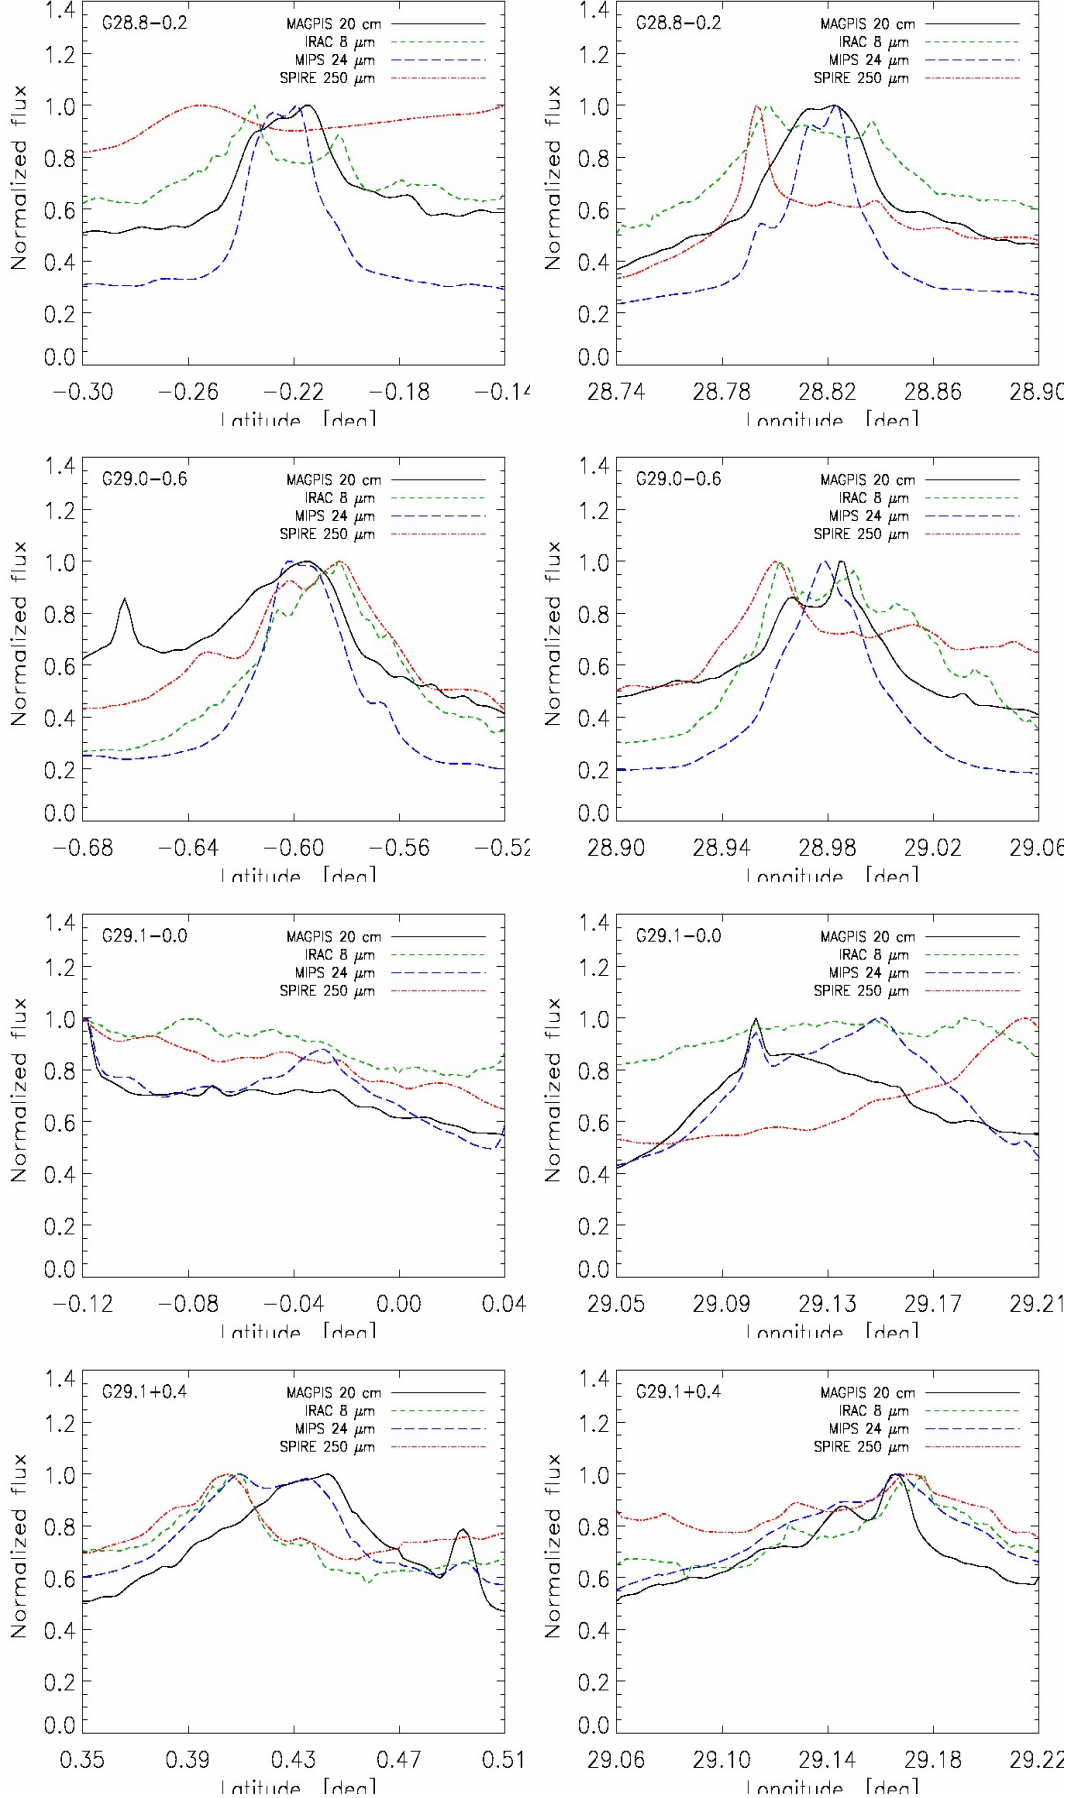 1.4
G28.8−0.2
MAGPIS 20 cm
IRAC 8 μm
MIPS 24 μm
SPIRE 250 μm
1.2
1.0
0.8
0.6
0.4
0.2
0.0
Normalized flux
−0.30 −0.26 −0.22 −0.18 −0.14
Latitude [deg]
1.4
G28.8−0.2
MAGPIS 20 cm
IRAC 8 μm
MIPS 24 μm
SPIRE 250 μm
1.2
1.0
0.8
0.6
0.4
0.2
0.0
Normalized flux
28.74 28.78 28.82 28.86 28.90
Longitude [deg]
1.4
G29.0−0.6
MAGPIS 20 cm
IRAC 8 μm
MIPS 24 μm
SPIRE 250 μm
1.2
1.0
0.8
0.6
0.4
0.2
0.0
Normalized flux
−0.68 −0.64 −0.60 −0.56 −0.52
Latitude [deg]
1.4
G29.0−0.6
MAGPIS 20 cm
IRAC 8 μm
MIPS 24 μm
SPIRE 250 μm
1.2
1.0
0.8
0.6
0.4
0.2
0.0
Normalized flux
28.90 28.94 28.98 29.02 29.06
Longitude [deg]
1.4
G29.1−0.0
MAGPIS 20 cm
IRAC 8 μm
MIPS 24 μm
SPIRE 250 μm
1.2
1.0
0.8
0.6
0.4
0.2
0.0
Normalized flux
−0.12 −0.08 −0.04 0.00 0.04
Latitude [deg]
1.4
G29.1−0.0
MAGPIS 20 cm
IRAC 8 μm
MIPS 24 μm
SPIRE 250 μm
1.2
1.0
0.8
0.6
0.4
0.2
0.0
Normalized flux
29.05 29.09 29.13 29.17 29.21
Longitude [deg]
1.4
G29.1+0.4
MAGPIS 20 cm
IRAC 8 μm
MIPS 24 μm
SPIRE 250 μm
1.2
1.0
0.8
0.6
0.4
0.2
0.0
Normalized flux
0.35 0.39 0.43 0.47 0.51
Latitude [deg]
1.4
G29.1+0.4
MAGPIS 20 cm
IRAC 8 μm
MIPS 24 μm
SPIRE 250 μm
1.2
1.0
0.8
0.6
0.4
0.2
0.0
Normalized flux
29.06 29.10 29.14 29.18 29.22
Longitude [deg]